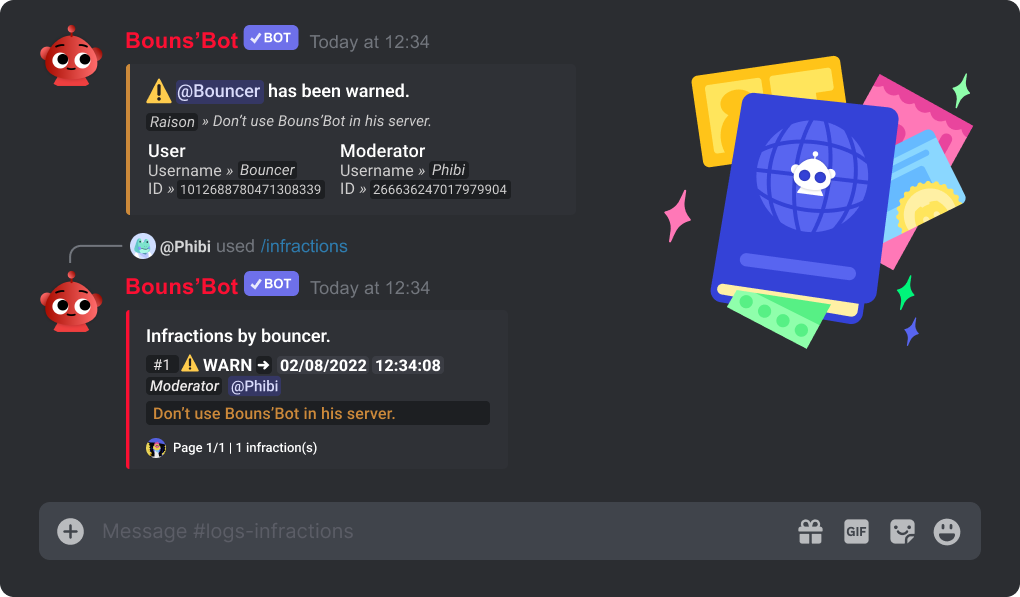 Bouns’Bot ✓BOT Today at 12:34
⚠ @Bouncer has been warned.
Raison » Don’t use Bouns’Bot in his server.
User Moderator
Username » Bouncer Username » Phibi
ID » 1012688780471308339 ID » 266636247017979904
@Phibi used /infractions
Bouns’Bot ✓BOT Today at 12:34
Infractions by bouncer.
#1 ⚠ WARN ➔ 02/08/2022 12:34:08
Moderator @Phibi
Don’t use Bouns’Bot in his server.
Page 1/1 | 1 infraction(s)
Message #logs-infractions GIF